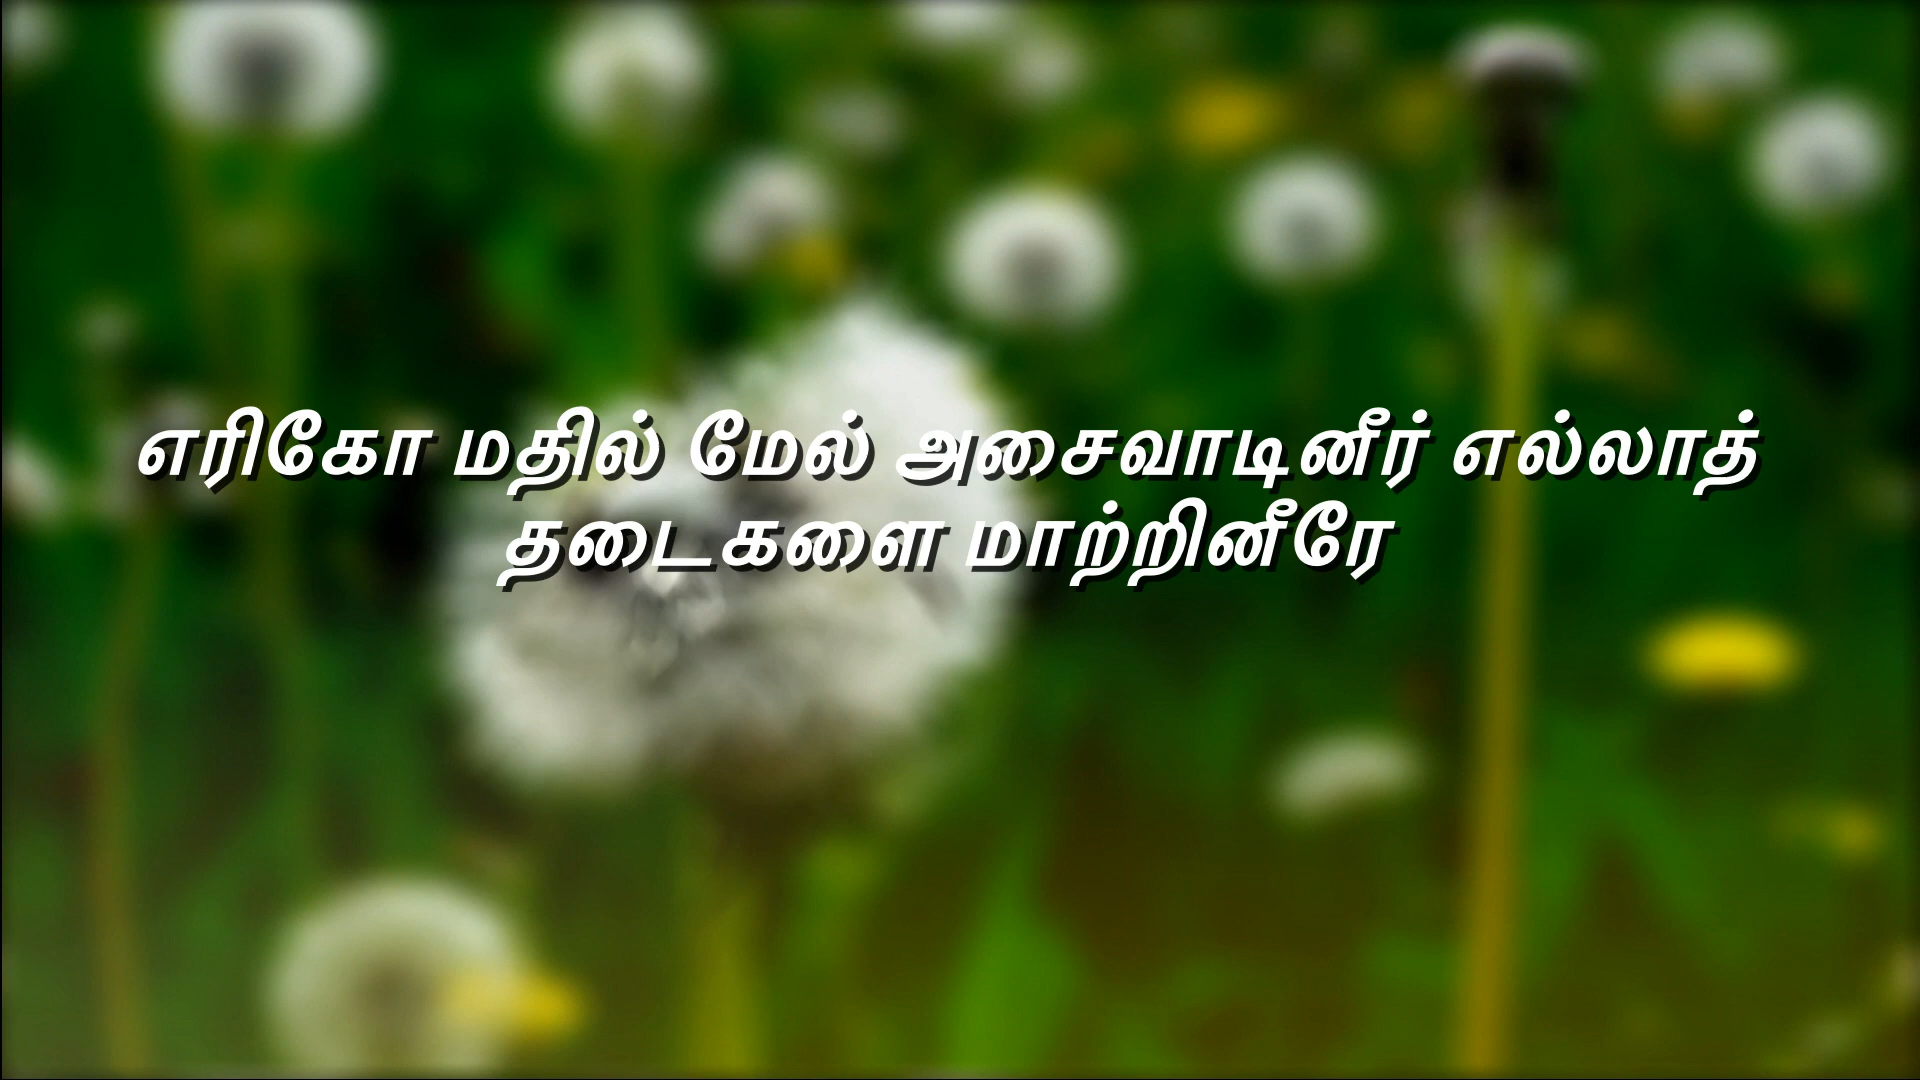 எரிகோ மதில் மேல் அசைவாடினீர் எல்லாத்
தடைகளை மாற்றினீரே